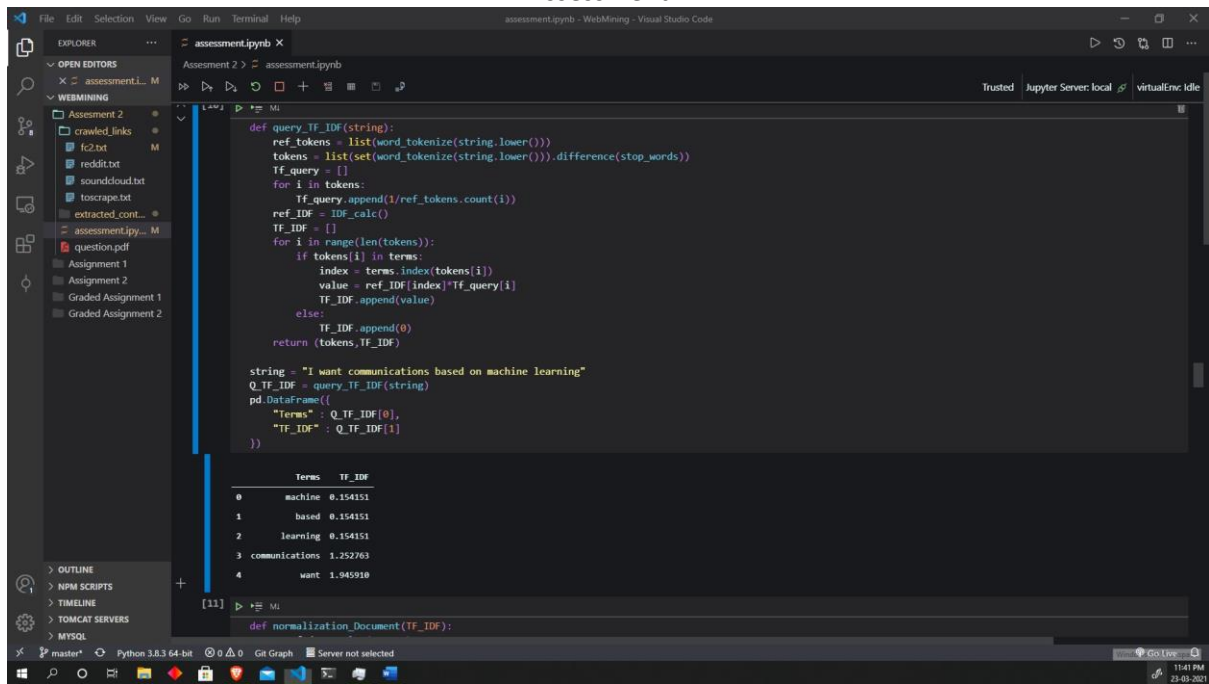 File Edit Selection View Go Run Terminal Help
assessment.ipynb - WebMining - Visual Studio Code
EXPLORER
assessment.ipynb
OPEN EDITORS
assessment.i... M
WEBMINING
Assesment 2
crawled_links
fc2.txt M
reddit.txt
soundcloud.txt
toscrape.txt
extracted_cont...
assessment.ipy... M
question.pdf
Assignment 1
Assignment 2
Graded Assignment 1
Graded Assignment 2
OUTLINE
NPM SCRIPTS
TIMELINE
TOMCAT SERVERS
MYSQL
Assesment 2 > assessment.ipynb
Trusted Jupyter Server: local virtualEnv: Idle
[10] M↓
def query_TF_IDF(string):
ref_tokens = list(word_tokenize(string.lower()))
tokens = list(set(word_tokenize(string.lower())).difference(stop_words))
Tf_query = []
for i in tokens:
Tf_query.append(1/ref_tokens.count(i))
ref_IDF = IDF_calc()
TF_IDF = []
for i in range(len(tokens)):
if tokens[i] in terms:
index = terms.index(tokens[i])
value = ref_IDF[index]*Tf_query[i]
TF_IDF.append(value)
else:
TF_IDF.append(0)
return (tokens,TF_IDF)
string = "I want communications based on machine learning"
Q_TF_IDF = query_TF_IDF(string)
pd.DataFrame({
"Terms" : Q_TF_IDF[0],
"TF_IDF" : Q_TF_IDF[1]
})
Terms TF_IDF
0 machine 0.154151
1 based 0.154151
2 learning 0.154151
3 communications 1.252763
4 want 1.945910
[11] M↓
def normalization_Document(TF_IDF):
master* Python 3.8.3 64-bit 0 0 Git Graph Server not selected
Go Live
11:41 PM
23-03-2021